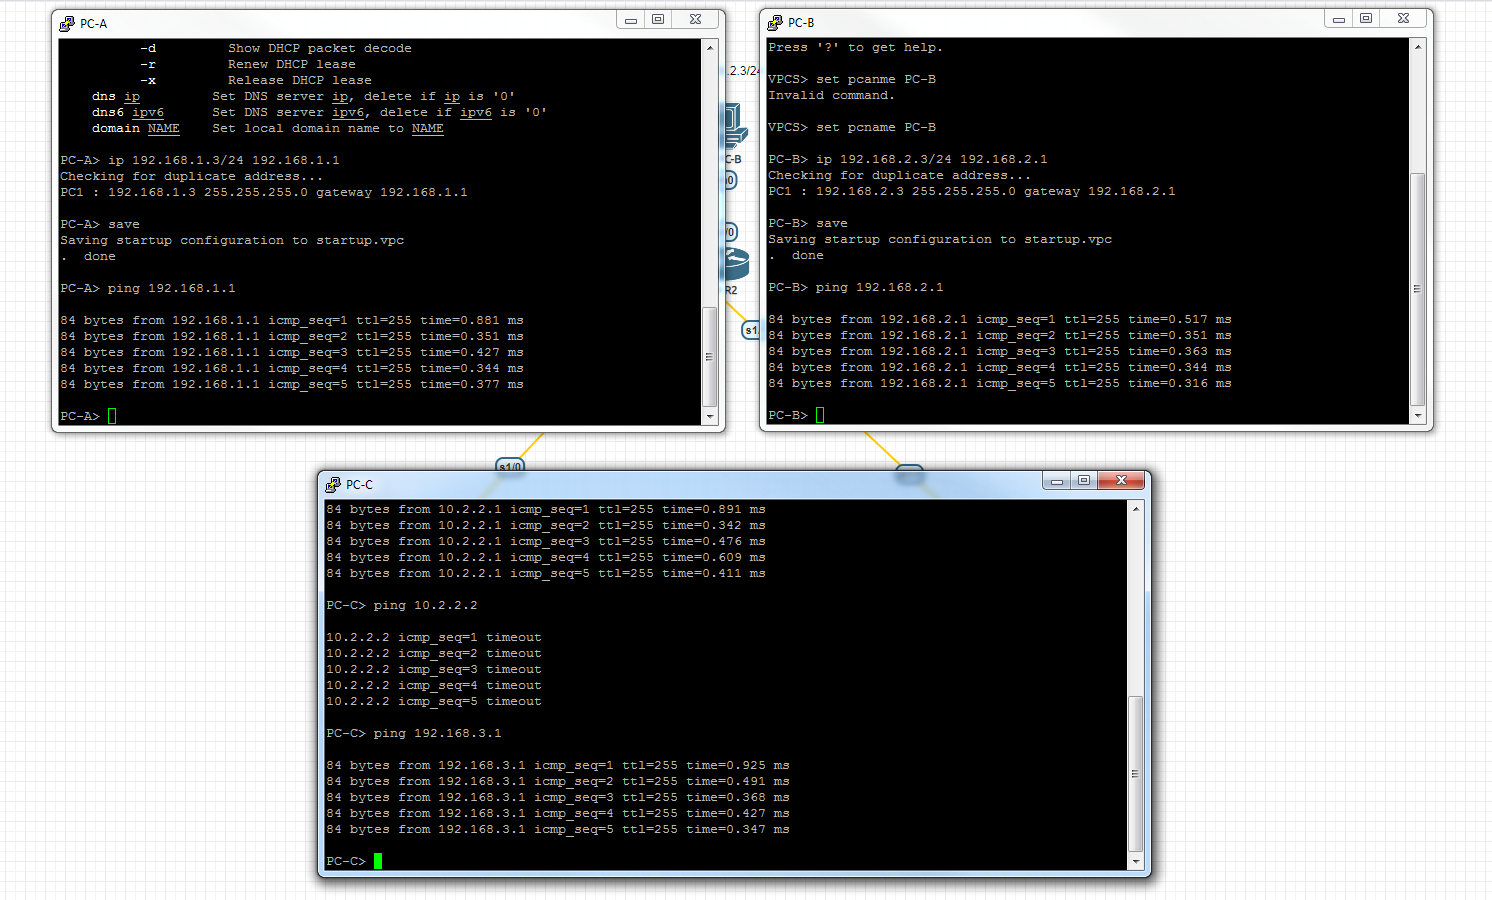 PC-A
-d Show DHCP packet decode
-r Renew DHCP lease
-x Release DHCP lease
dns ip Set DNS server ip, delete if ip is '0'
dns6 ipv6 Set DNS server ipv6, delete if ipv6 is '0'
domain NAME Set local domain name to NAME
PC-A> ip 192.168.1.3/24 192.168.1.1
Checking for duplicate address...
PC1 : 192.168.1.3 255.255.255.0 gateway 192.168.1.1
PC-A> save
Saving startup configuration to startup.vpc
. done
PC-A> ping 192.168.1.1
84 bytes from 192.168.1.1 icmp_seq=1 ttl=255 time=0.881 ms
84 bytes from 192.168.1.1 icmp_seq=2 ttl=255 time=0.351 ms
84 bytes from 192.168.1.1 icmp_seq=3 ttl=255 time=0.427 ms
84 bytes from 192.168.1.1 icmp_seq=4 ttl=255 time=0.344 ms
84 bytes from 192.168.1.1 icmp_seq=5 ttl=255 time=0.377 ms
PC-A>
.2.3/24
C-B
R2
s1
PC-B
Press '?' to get help.
VPCS> set pcanme PC-B
Invalid command.
VPCS> set pcname PC-B
PC-B> ip 192.168.2.3/24 192.168.2.1
Checking for duplicate address...
PC1 : 192.168.2.3 255.255.255.0 gateway 192.168.2.1
PC-B> save
Saving startup configuration to startup.vpc
. done
PC-B> ping 192.168.2.1
84 bytes from 192.168.2.1 icmp_seq=1 ttl=255 time=0.517 ms
84 bytes from 192.168.2.1 icmp_seq=2 ttl=255 time=0.351 ms
84 bytes from 192.168.2.1 icmp_seq=3 ttl=255 time=0.363 ms
84 bytes from 192.168.2.1 icmp_seq=4 ttl=255 time=0.344 ms
84 bytes from 192.168.2.1 icmp_seq=5 ttl=255 time=0.316 ms
PC-B>
s1/0
PC-C
84 bytes from 10.2.2.1 icmp_seq=1 ttl=255 time=0.891 ms
84 bytes from 10.2.2.1 icmp_seq=2 ttl=255 time=0.342 ms
84 bytes from 10.2.2.1 icmp_seq=3 ttl=255 time=0.476 ms
84 bytes from 10.2.2.1 icmp_seq=4 ttl=255 time=0.609 ms
84 bytes from 10.2.2.1 icmp_seq=5 ttl=255 time=0.411 ms
PC-C> ping 10.2.2.2
10.2.2.2 icmp_seq=1 timeout
10.2.2.2 icmp_seq=2 timeout
10.2.2.2 icmp_seq=3 timeout
10.2.2.2 icmp_seq=4 timeout
10.2.2.2 icmp_seq=5 timeout
PC-C> ping 192.168.3.1
84 bytes from 192.168.3.1 icmp_seq=1 ttl=255 time=0.925 ms
84 bytes from 192.168.3.1 icmp_seq=2 ttl=255 time=0.491 ms
84 bytes from 192.168.3.1 icmp_seq=3 ttl=255 time=0.368 ms
84 bytes from 192.168.3.1 icmp_seq=4 ttl=255 time=0.427 ms
84 bytes from 192.168.3.1 icmp_seq=5 ttl=255 time=0.347 ms
PC-C>